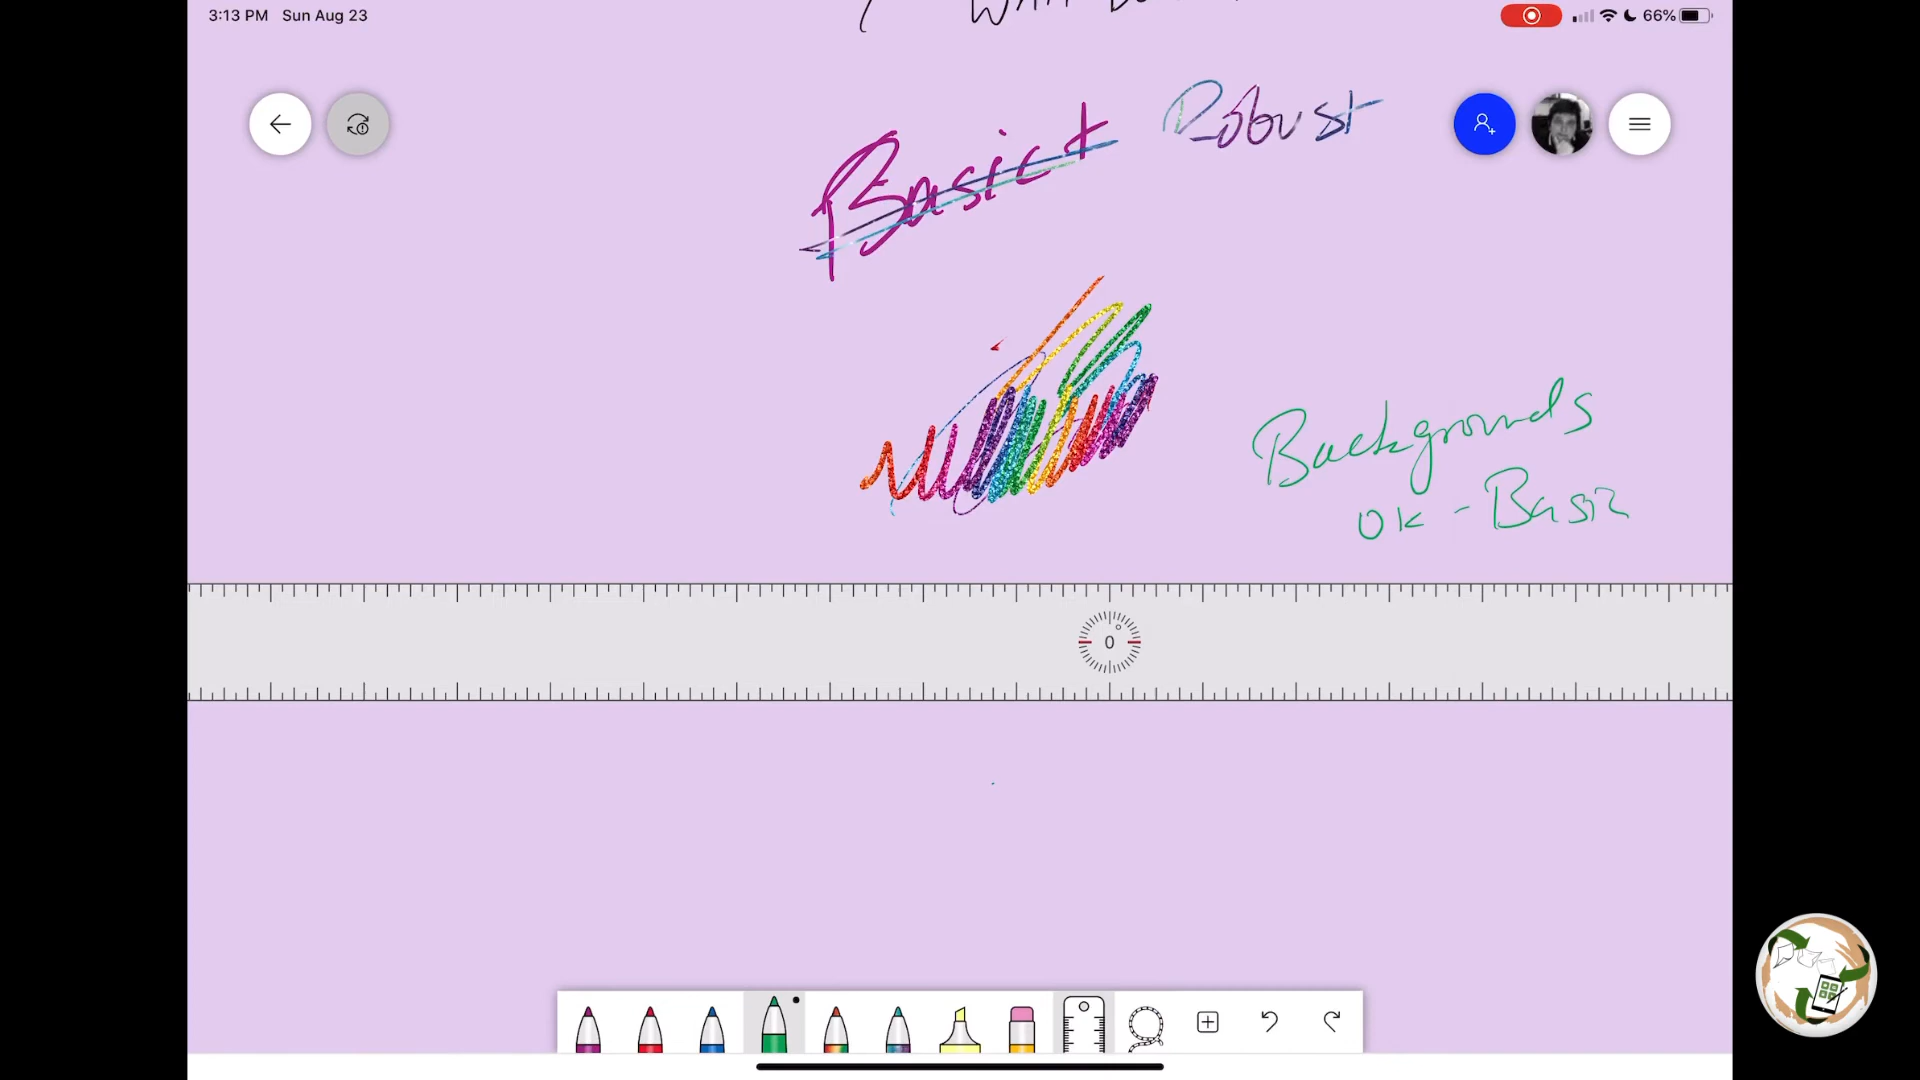 3:13 PM Sun Aug 23
66%
Basic
Robust
Backgrounds
OK - Basic
0°